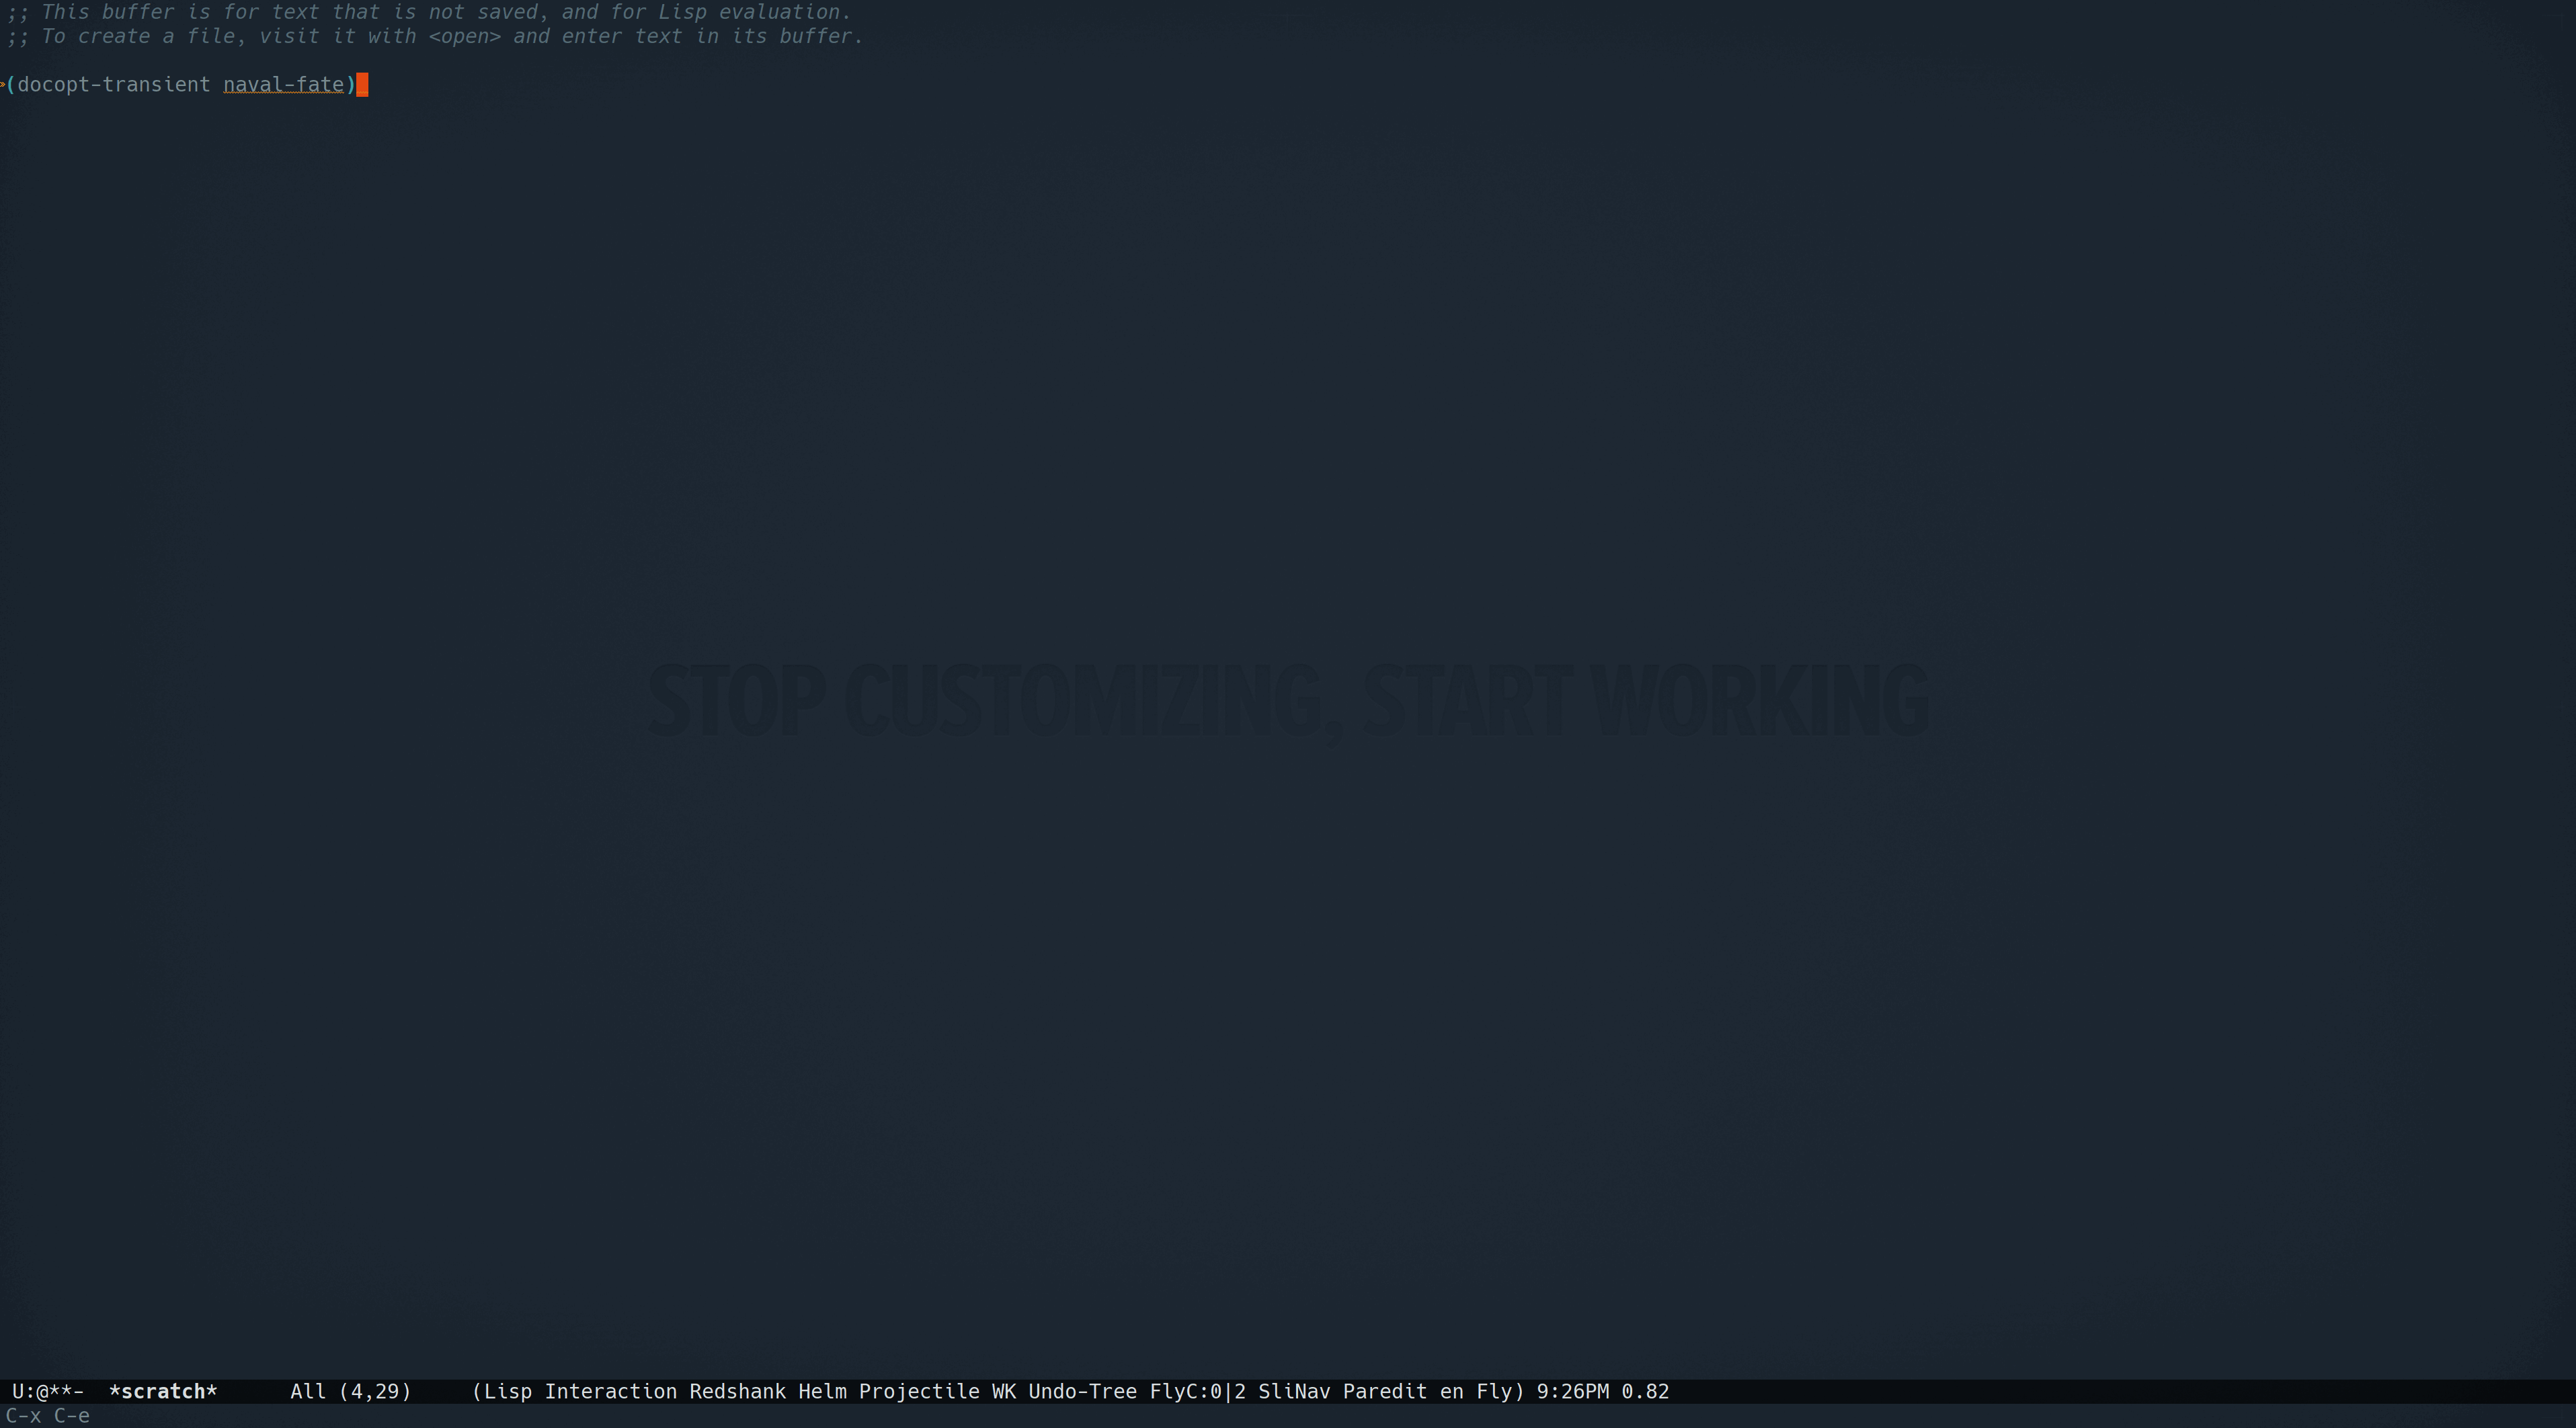 ;; This buffer is for text that is not saved, and for Lisp evaluation.
;; To create a file, visit it with <open> and enter text in its buffer.
(docopt-transient naval-fate)
STOP CUSTOMIZING, START WORKING
U:@**-  *scratch*      All (4,29)     (Lisp Interaction Redshank Helm Projectile WK Undo-Tree FlyC:0|2 SliNav Paredit en Fly) 9:26PM 0.82
C-x C-e